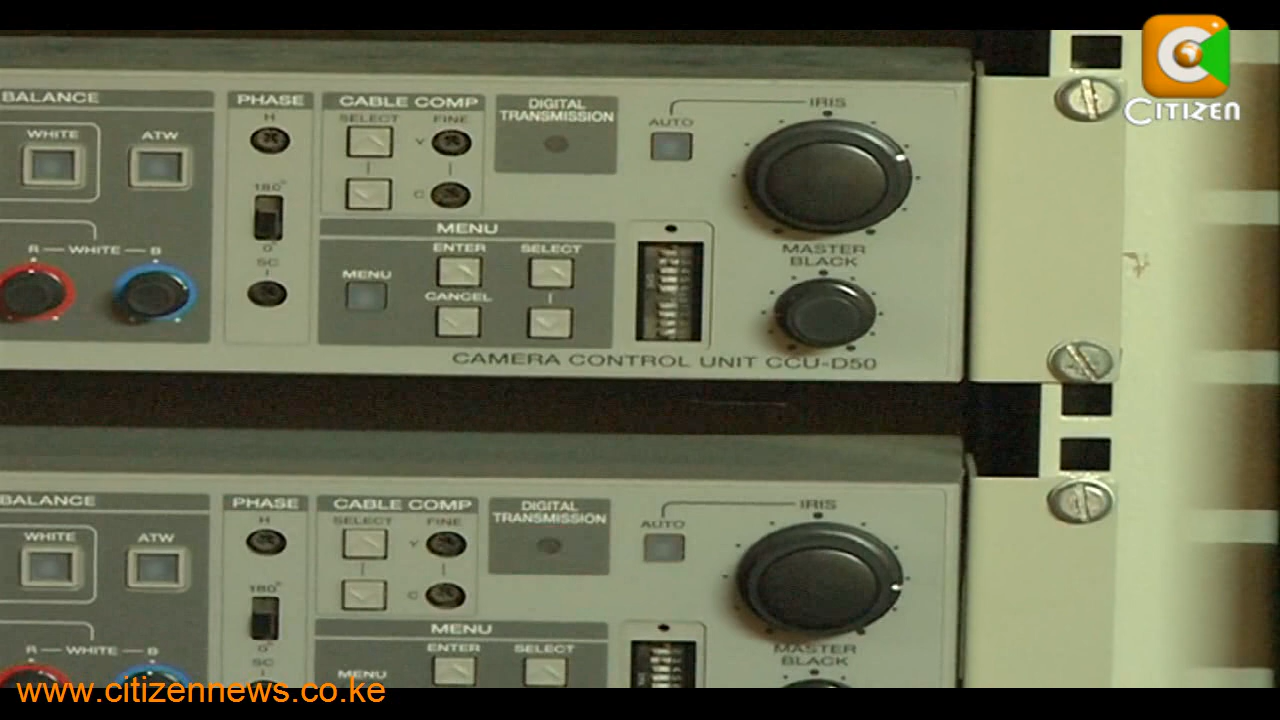 CITIZEN
BALANCE
PHASE
CABLE COMP
DIGITAL
TRANSMISSION
IRIS
WHITE
ATW
H
SELECT
FINE
AUTO
Y
180°
C
MENU
R WHITE B
0°
ENTER
SELECT
MASTER
BLACK
SC
MENU
CANCEL
CAMERA CONTROL UNIT CCU-D50
BALANCE
PHASE
CABLE COMP
DIGITAL
TRANSMISSION
IRIS
WHITE
ATW
H
SELECT
FINE
AUTO
Y
180°
C
MENU
R WHITE B
0°
ENTER
SELECT
MASTER
BLACK
SC
MENU
www.citizennews.co.ke